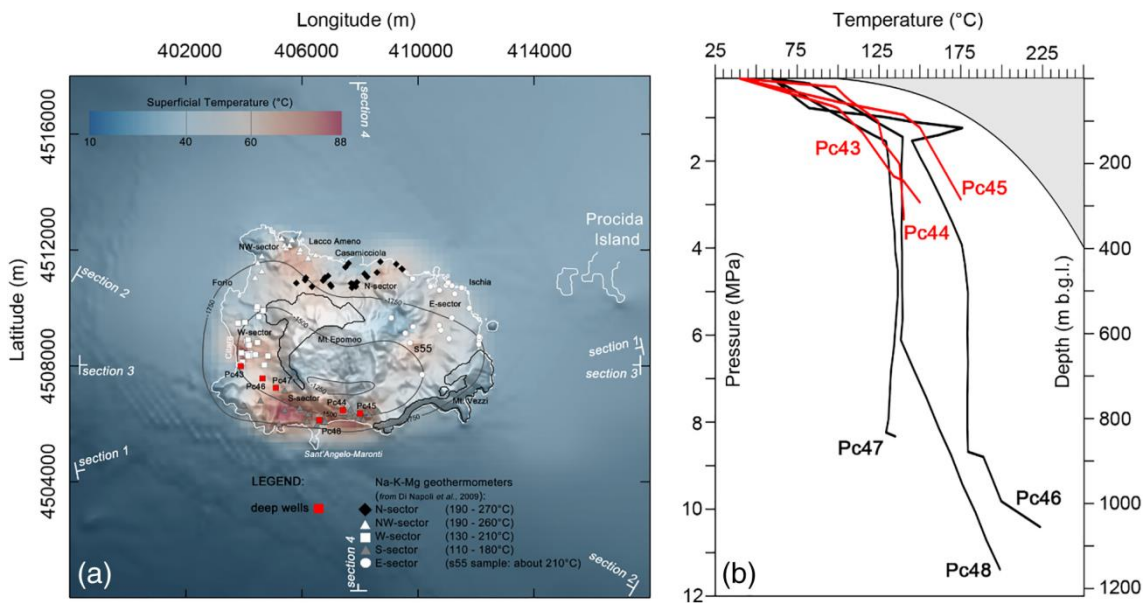 Longitude (m)
402000 406000 410000 414000
Latitude (m)
4516000
4512000
4508000
4504000
Superficial Temperature (°C)
10 40 60 88
section 4
section 2
section 3
section 1
section 1
section 3
section 4
section 2
Procida
Island
NW-sector
Lacco Ameno
Casamicciola
N-sector
Forio
Ischia
E-sector
1750
1500
1250
Mt Epomeo
W-sector
s55
Pc43
Pc46
Pc47
S-sector
Pc44
Pc45
Pc48
Mt Vezzi
Sant'Angelo-Maronti
LEGEND:
deep wells
Na-K-Mg geothermometers
(from Di Napoli et al., 2009):
N-sector (190 - 270°C)
NW-sector (190 - 260°C)
W-sector (130 - 210°C)
S-sector (110 - 180°C)
E-sector (s55 sample: about 210°C)
(a)
Temperature (°C)
25 75 125 175 225
Pressure (MPa)
2
4
6
8
10
12
Depth (m b.g.l.)
200
400
600
800
1000
1200
Pc43
Pc45
Pc44
Pc47
Pc46
Pc48
(b)